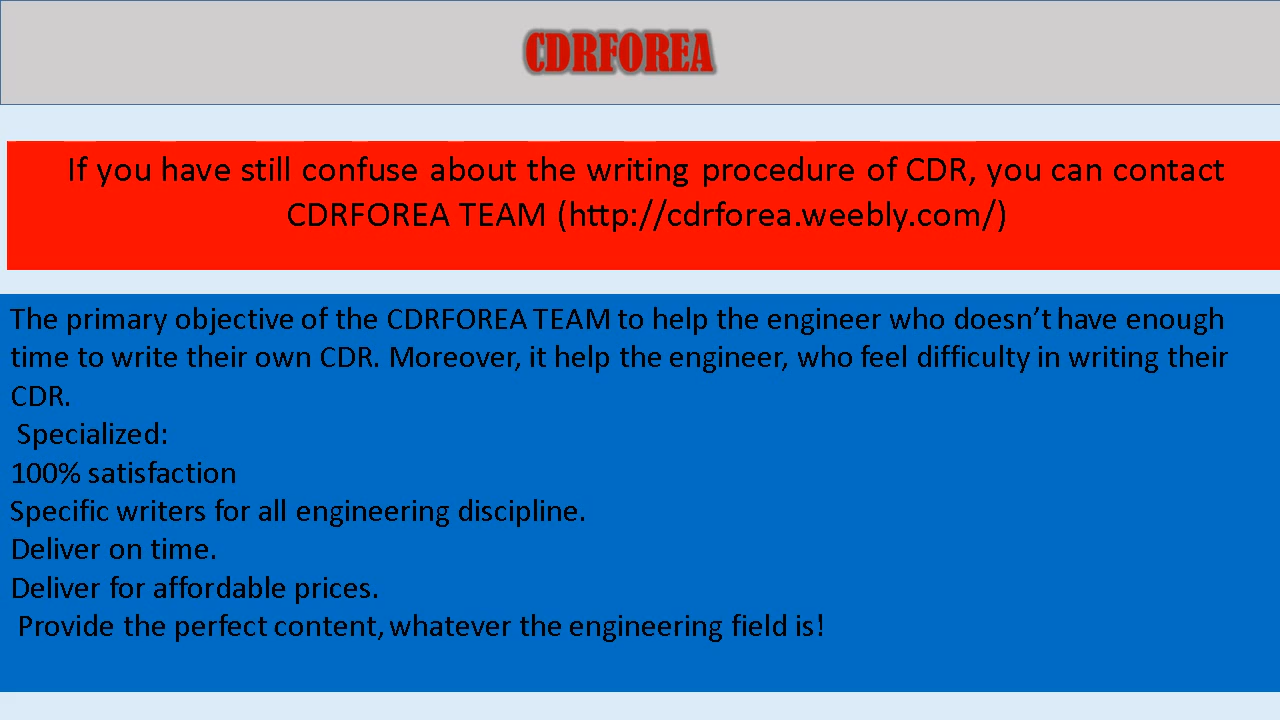 CDRFOREA
If you have still confuse about the writing procedure of CDR, you can contact
CDRFOREA TEAM (http://cdrforea.weebly.com/)
The primary objective of the CDRFOREA TEAM to help the engineer who doesn’t have enough
time to write their own CDR. Moreover, it help the engineer, who feel difficulty in writing their
CDR.
Specialized:
100% satisfaction
Specific writers for all engineering discipline.
Deliver on time.
Deliver for affordable prices.
Provide the perfect content, whatever the engineering field is!